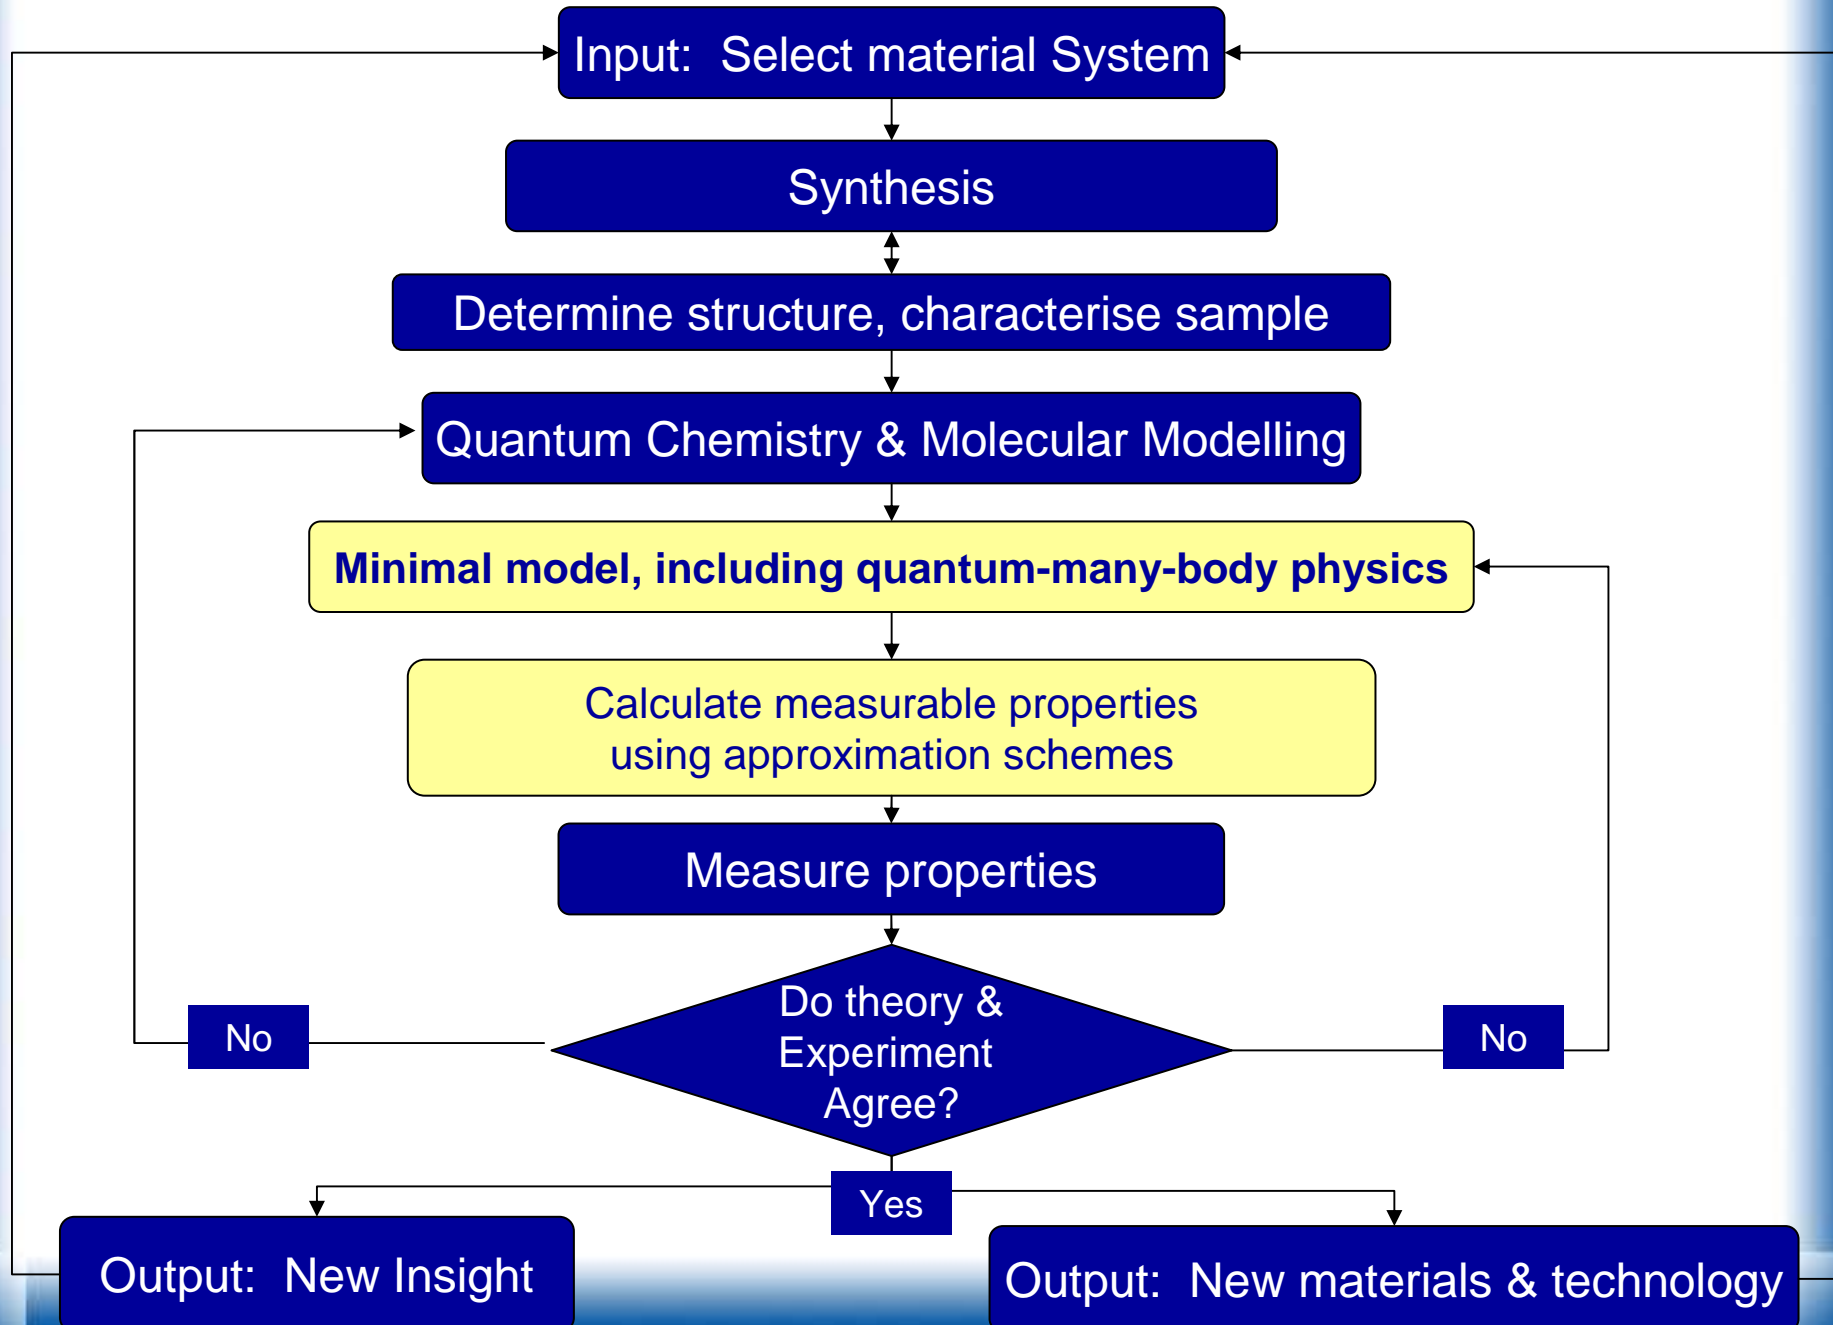 Input:  Select material System
Synthesis
Determine structure, characterise sample
Quantum Chemistry & Molecular Modelling
Minimal model, including quantum-many-body physics
Calculate measurable properties
using approximation schemes
Measure properties
Do theory &
Experiment
Agree?
No
No
Yes
Output:  New Insight
Output:  New materials & technology